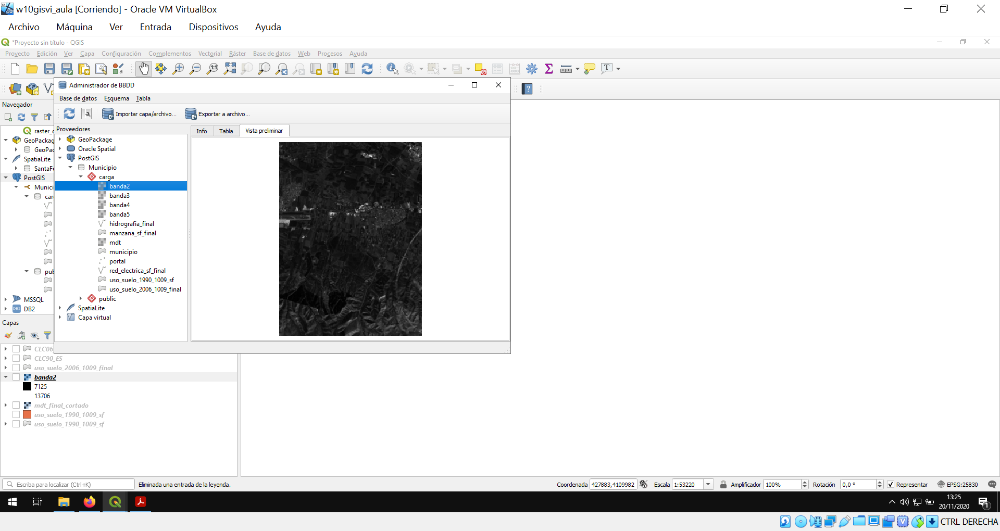 w10gisvi_aula [Corriendo] - Oracle VM VirtualBox
Archivo Máquina Ver Entrada Dispositivos Ayuda
*Proyecto sin título - QGIS
Proyecto Edición Ver Capa Configuración Complementos Vectorial Ráster Base de datos Web Procesos Ayuda
Administrador de BBDD
Base de datos Esquema Tabla
Importar capa/archivo... Exportar a archivo...
Proveedores
Info Tabla Vista preliminar
GeoPackage
Oracle Spatial
PostGIS
Municipio
carga
banda2
banda3
banda4
banda5
hidrografia_final
manzana_sf_final
mdt
municipio
portal
red_electrica_sf_final
uso_suelo_1990_1009_sf
uso_suelo_2006_1009_final
public
SpatiaLite
Capa virtual
Navegador
raster_
GeoPackag
GeoPac
SpatiaLite
SantaFe
PostGIS
Munici
car
pub
MSSQL
DB2
Capas
CLC06_
CLC90_ES
uso_suelo_2006_1009_final
banda2
7125
13706
mdt_final_cortado
uso_suelo_1990_1009_sf
uso_suelo_1990_1009_sf
Escriba para localizar (Ctrl+K) Eliminada una entrada de la leyenda. Coordenada 427883,4109982 Escala 1:53220 Amplificador 100% Rotación 0,0 ° Representar EPSG:25830
13:25
20/11/2020
1
CTRL DERECHA